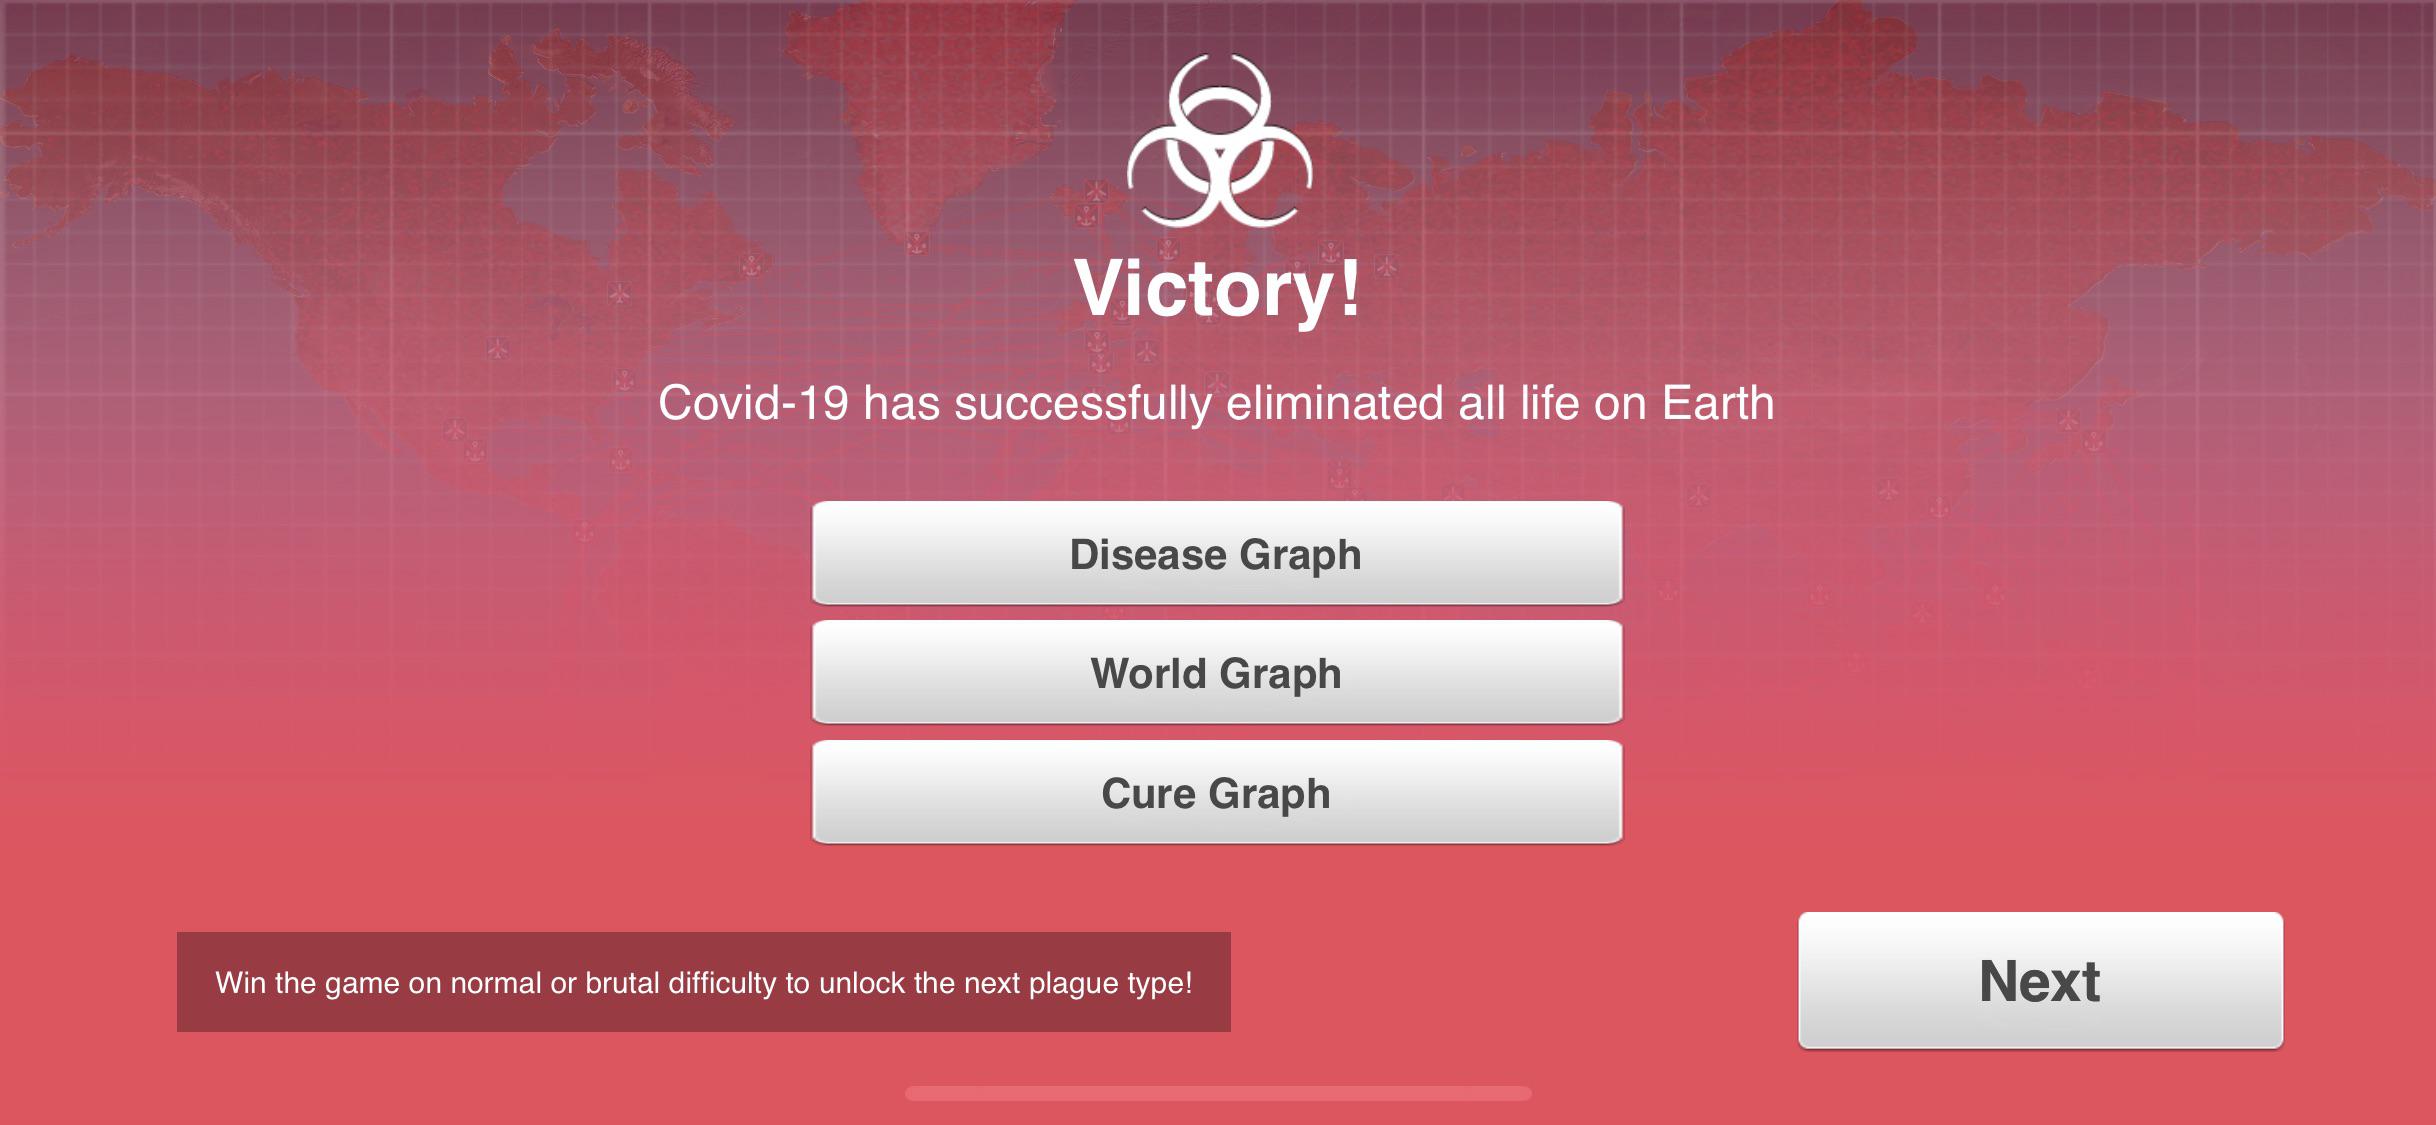 Victory!
Covid-19 has successfully eliminated all life on Earth
Disease Graph
World Graph
Cure Graph
Win the game on normal or brutal difficulty to unlock the next plague type!
Next